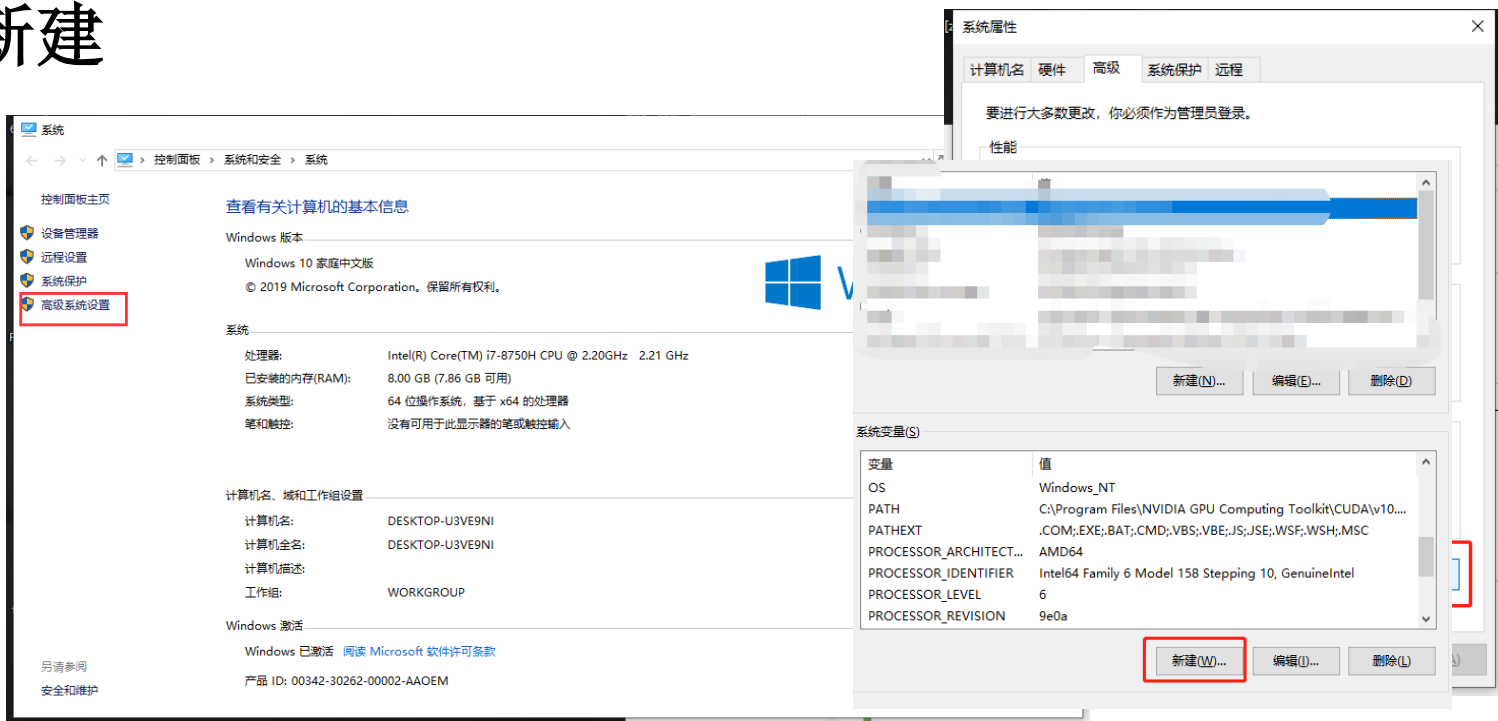 新建
系统
控制面板 › 系统和安全 › 系统
控制面板主页
设备管理器
远程设置
系统保护
高级系统设置
另请参阅
安全和维护
查看有关计算机的基本信息
Windows 版本
Windows 10 家庭中文版
© 2019 Microsoft Corporation。保留所有权利。
系统
处理器: Intel(R) Core(TM) i7-8750H CPU @ 2.20GHz 2.21 GHz
已安装的内存(RAM): 8.00 GB (7.86 GB 可用)
系统类型: 64 位操作系统，基于 x64 的处理器
笔和触控: 没有可用于此显示器的笔或触控输入
计算机名、域和工作组设置
计算机名: DESKTOP-U3VE9NI
计算机全名: DESKTOP-U3VE9NI
计算机描述:
工作组: WORKGROUP
Windows 激活
Windows 已激活 阅读 Microsoft 软件许可条款
产品 ID: 00342-30262-00002-AAOEM
系统属性
计算机名 硬件 高级 系统保护 远程
要进行大多数更改，你必须作为管理员登录。
性能
新建(N)... 编辑(E)... 删除(D)
系统变量(S)
变量 值
OS Windows_NT
PATH C:\Program Files\NVIDIA GPU Computing Toolkit\CUDA\v10....
PATHEXT .COM;.EXE;.BAT;.CMD;.VBS;.VBE;.JS;.JSE;.WSF;.WSH;.MSC
PROCESSOR_ARCHITECT... AMD64
PROCESSOR_IDENTIFIER Intel64 Family 6 Model 158 Stepping 10, GenuineIntel
PROCESSOR_LEVEL 6
PROCESSOR_REVISION 9e0a
新建(W)... 编辑(I)... 删除(L)